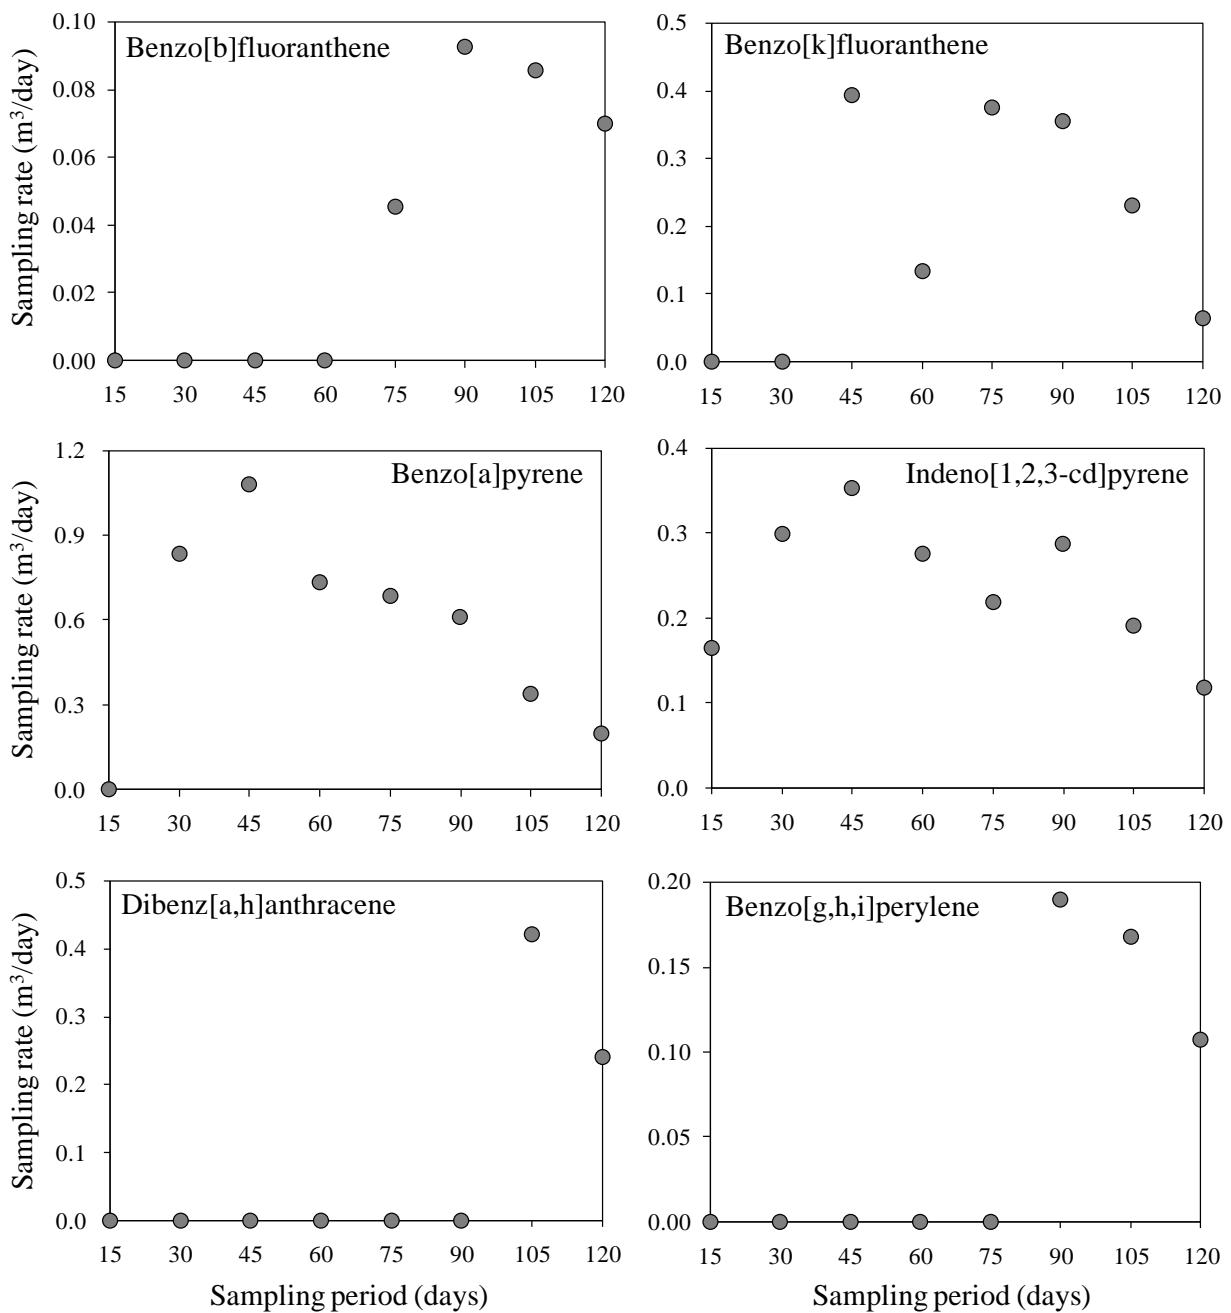 Benzo[b]fluoranthene
Sampling rate (m³/day)
0.10
0.08
0.06
0.04
0.02
0.00
15 30 45 60 75 90 105 120
Benzo[k]fluoranthene
0.5
0.4
0.3
0.2
0.1
0.0
15 30 45 60 75 90 105 120
Benzo[a]pyrene
Sampling rate (m³/day)
1.2
0.9
0.6
0.3
0.0
15 30 45 60 75 90 105 120
Indeno[1,2,3-cd]pyrene
0.4
0.3
0.2
0.1
0.0
15 30 45 60 75 90 105 120
Dibenz[a,h]anthracene
Sampling rate (m³/day)
0.5
0.4
0.3
0.2
0.1
0.0
15 30 45 60 75 90 105 120
Sampling period (days)
Benzo[g,h,i]perylene
0.20
0.15
0.10
0.05
0.00
15 30 45 60 75 90 105 120
Sampling period (days)